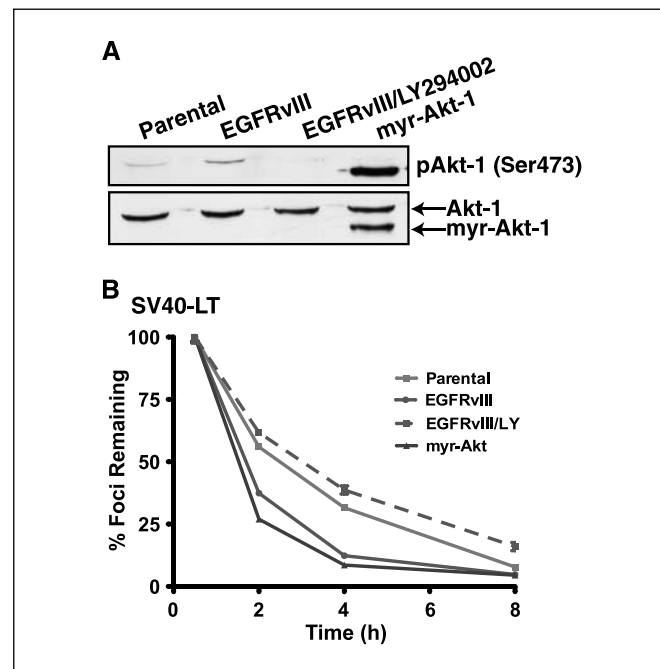 A
Parental
EGFRvIII
EGFRvIII/LY294002
myr-Akt-1
pAkt-1 (Ser473)
Akt-1
myr-Akt-1
B
SV40-LT
% Foci Remaining
100
75
50
25
0
Parental
EGFRvIII
EGFRvIII/LY
myr-Akt
0 2 4 6 8
Time (h)